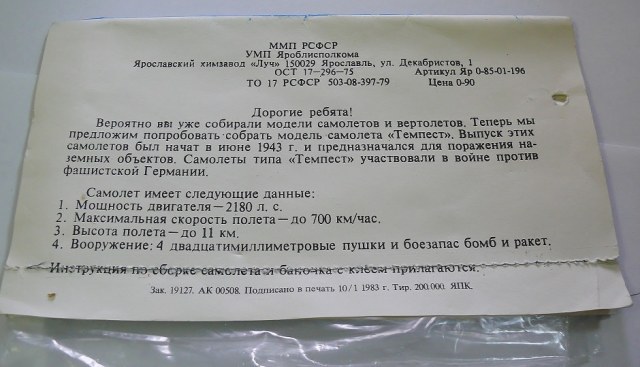 ММП РСФСР
УМП Яроблисполкома
Ярославский химзавод «Луч» 150029 Ярославль, ул. Декабристов, 1
ОСТ 17—296—75 Артикул Яр 0-85-01-196
ТО 17 РСФСР 503-08-397-79 Цена 0-90
Дорогие ребята!
Вероятно вы уже собирали модели самолетов и вертолетов. Теперь мы
предложим попробовать собрать модель самолета «Темпест». Выпуск этих
самолетов был начат в июне 1943 г. и предназначался для поражения на-
земных объектов. Самолеты типа «Темпест» участвовали в войне против
фашистской Германии.
Самолет имеет следующие данные:
1. Мощность двигателя—2180 л. с.
2. Максимальная скорость полета—до 700 км/час.
3. Высота полета—до 11 км.
4. Вооружение: 4 двадцатимиллиметровые пушки и боезапас бомб и ракет.
Инструкция по сборке самолета и баночка с клеем прилагаются.
Зак. 19127. АК 00508. Подписано в печать 10/1 1983 г. Тир. 200.000. ЯПК.